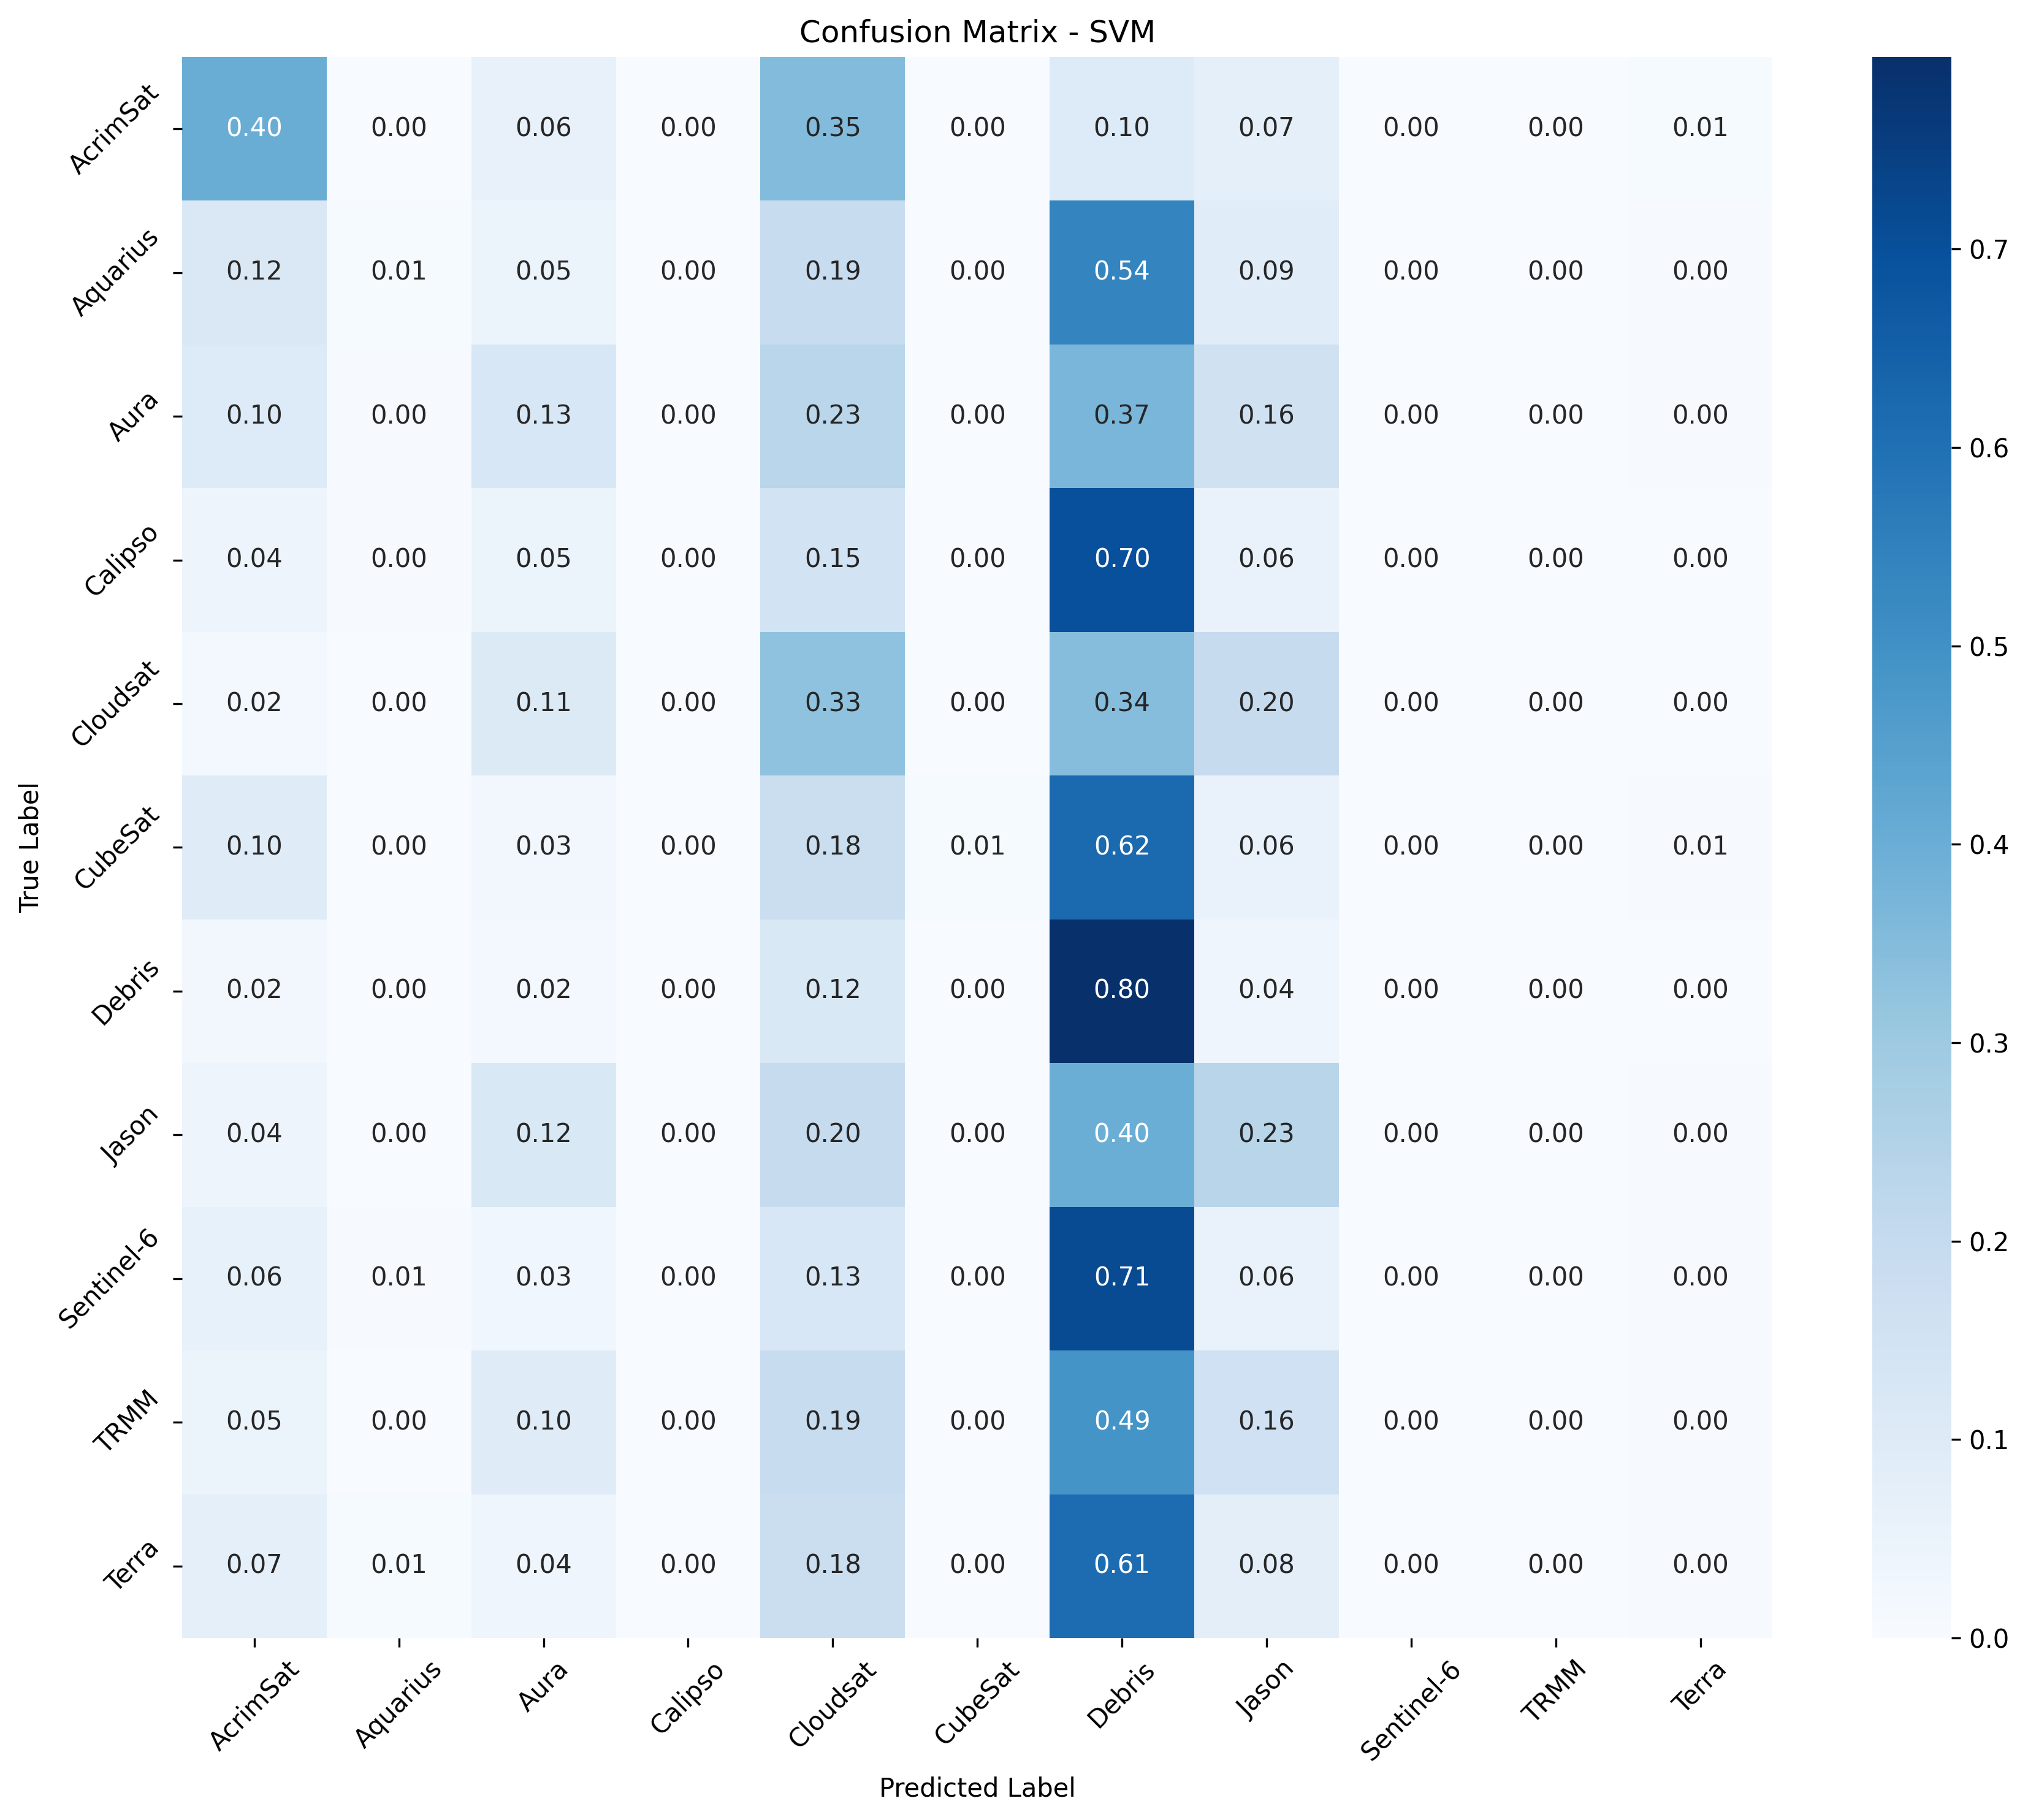 Confusion Matrix - SVM
AcrimSat 0.40 0.00 0.06 0.00 0.35 0.00 0.10 0.07 0.00 0.00 0.01
Aquarius 0.12 0.01 0.05 0.00 0.19 0.00 0.54 0.09 0.00 0.00 0.00
Aura 0.10 0.00 0.13 0.00 0.23 0.00 0.37 0.16 0.00 0.00 0.00
Calipso 0.04 0.00 0.05 0.00 0.15 0.00 0.70 0.06 0.00 0.00 0.00
Cloudsat 0.02 0.00 0.11 0.00 0.33 0.00 0.34 0.20 0.00 0.00 0.00
CubeSat 0.10 0.00 0.03 0.00 0.18 0.01 0.62 0.06 0.00 0.00 0.01
Debris 0.02 0.00 0.02 0.00 0.12 0.00 0.80 0.04 0.00 0.00 0.00
Jason 0.04 0.00 0.12 0.00 0.20 0.00 0.40 0.23 0.00 0.00 0.00
Sentinel-6 0.06 0.01 0.03 0.00 0.13 0.00 0.71 0.06 0.00 0.00 0.00
TRMM 0.05 0.00 0.10 0.00 0.19 0.00 0.49 0.16 0.00 0.00 0.00
Terra 0.07 0.01 0.04 0.00 0.18 0.00 0.61 0.08 0.00 0.00 0.00
AcrimSat Aquarius Aura Calipso Cloudsat CubeSat Debris Jason Sentinel-6 TRMM Terra
Predicted Label
True Label
0.7
0.6
0.5
0.4
0.3
0.2
0.1
0.0